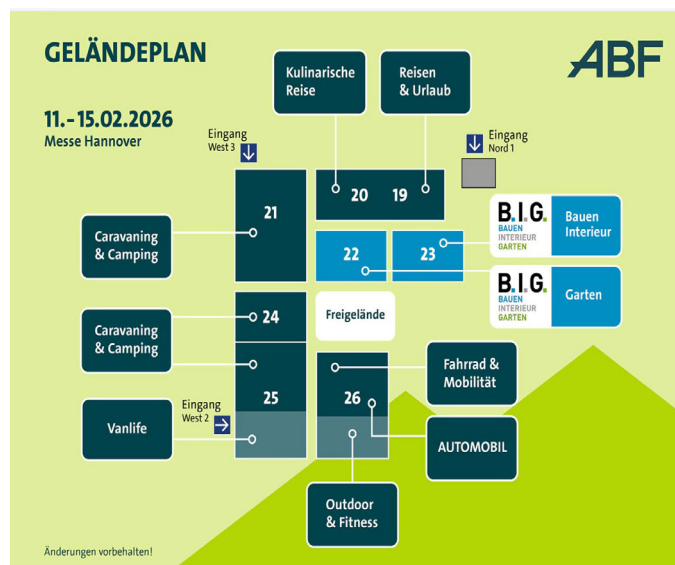 GELÄNDEPLAN
ABF
11.-15.02.2026
Messe Hannover
Kulinarische
Reise
Reisen
& Urlaub
Eingang
West 3
Eingang
Nord 1
21
20
19
Caravaning
& Camping
B.I.G.
BAUEN
INTERIEUR
GARTEN
Bauen
Interieur
22
23
B.I.G.
BAUEN
INTERIEUR
GARTEN
Garten
24
Freigelände
Caravaning
& Camping
Fahrrad &
Mobilität
25
26
Eingang
West 2
Vanlife
AUTOMOBIL
Outdoor
& Fitness
Änderungen vorbehalten!